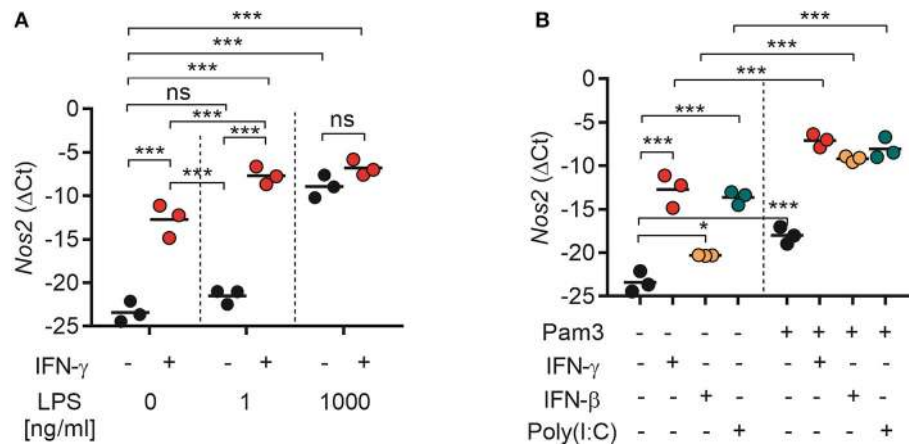 A
***
***
***
ns
***
*** *** ns
***
0
-5
-10
-15
-20
-25
Nos2 (ΔCt)
IFN-γ - + - + - +
LPS 0 1 1000
[ng/ml]
B
***
***
***
***
***
***
*
0
-5
-10
-15
-20
-25
Nos2 (ΔCt)
Pam3 - - - - + + + +
IFN-γ - + - - - + - -
IFN-β - - + - - - + -
Poly(I:C) - - - + - - - +